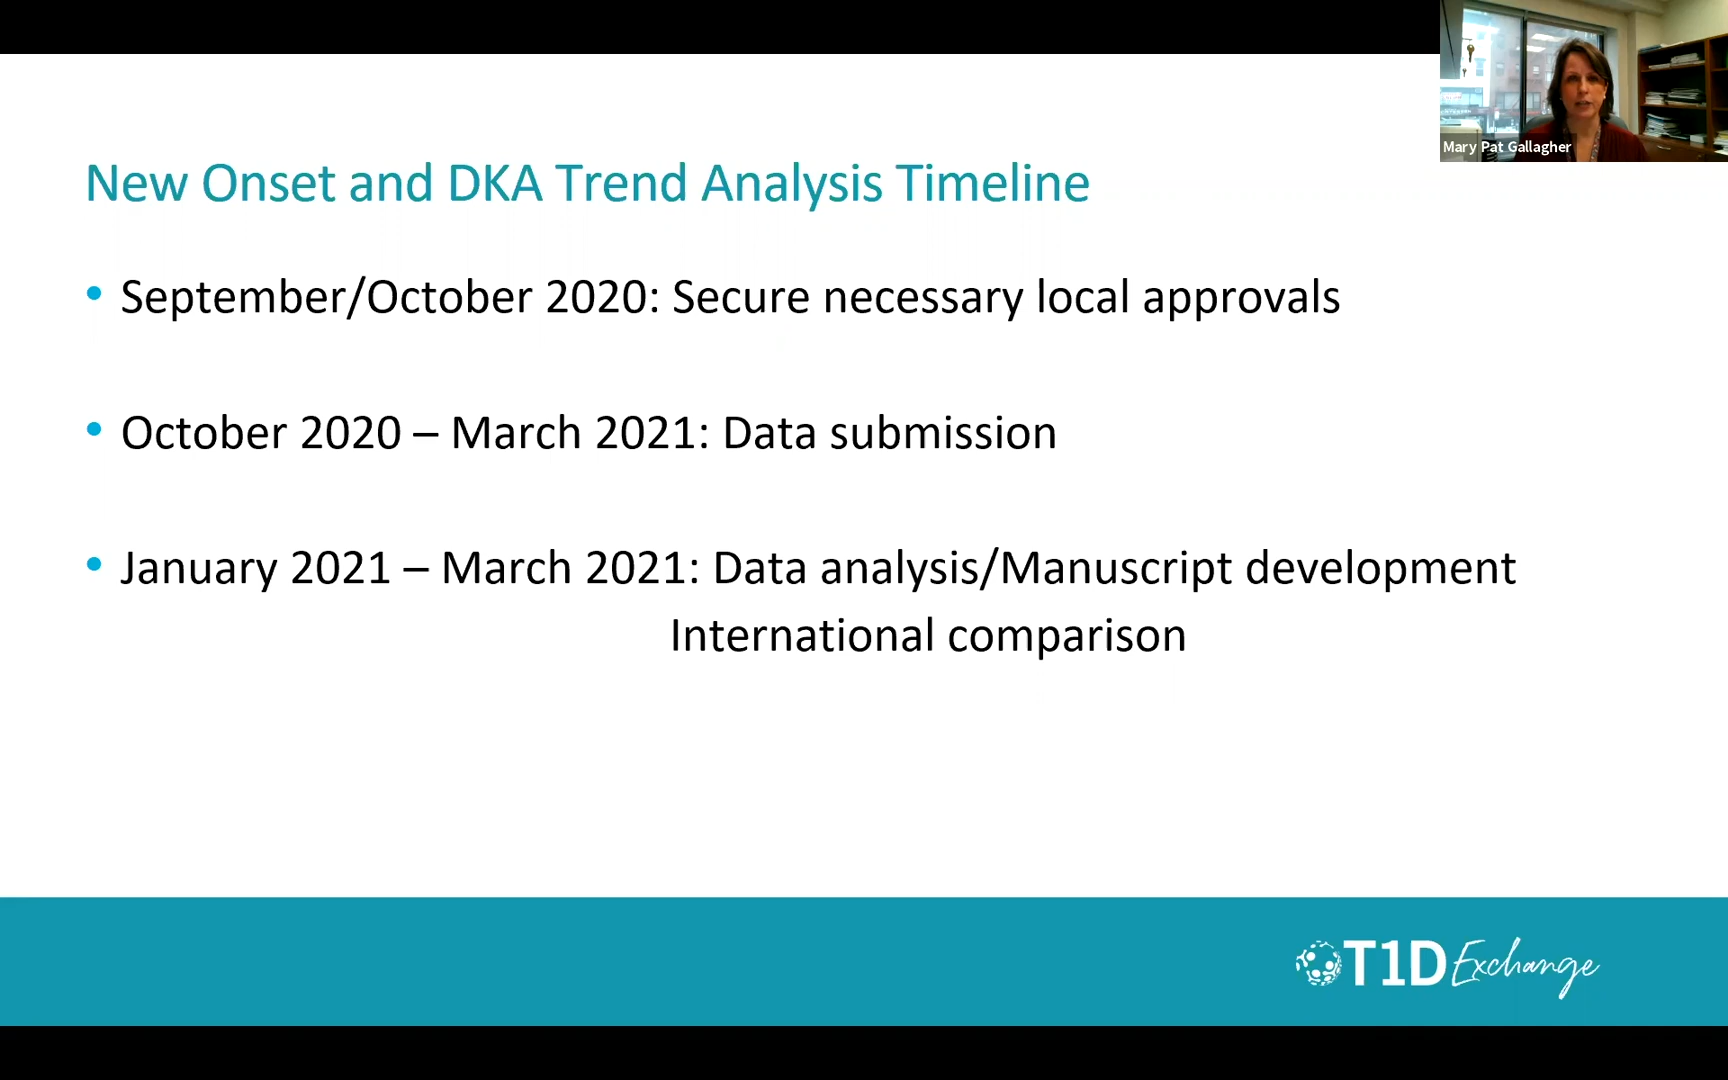 Mary Pat Gallagher
New Onset and DKA Trend Analysis Timeline
• September/October 2020: Secure necessary local approvals
• October 2020 – March 2021: Data submission
• January 2021 – March 2021: Data analysis/Manuscript development
International comparison
T1D Exchange